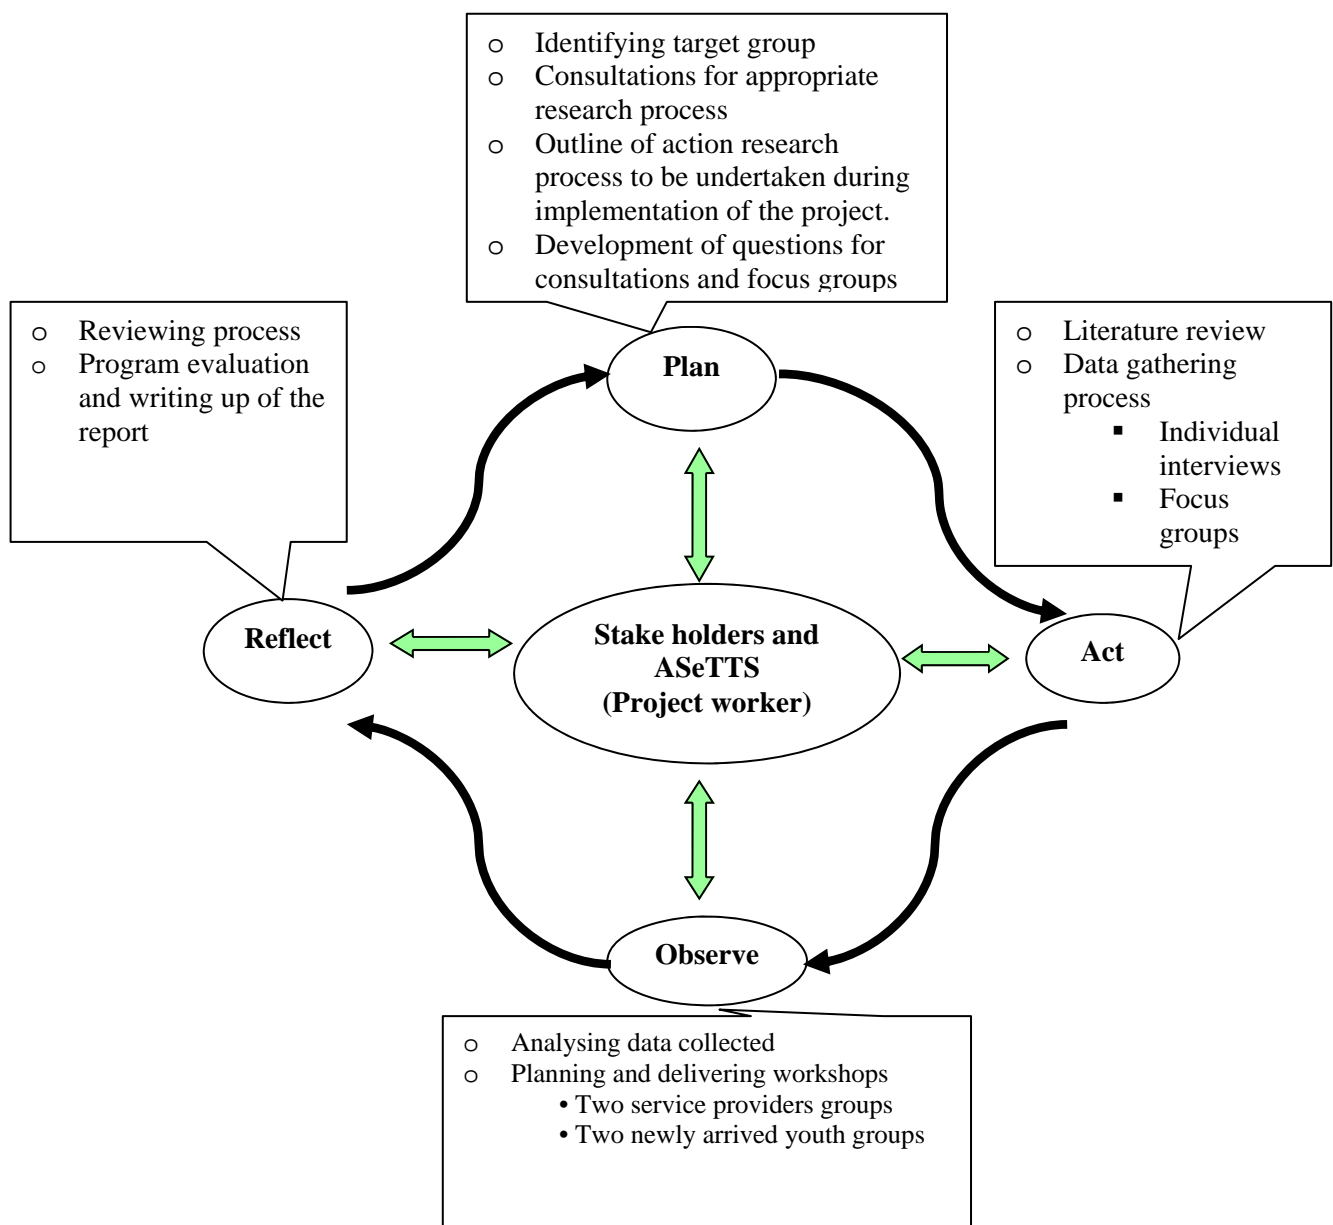 o Identifying target group
o Consultations for appropriate
research process
o Outline of action research
process to be undertaken during
implementation of the project.
o Development of questions for
consultations and focus groups
o Reviewing process
o Program evaluation
and writing up of the
report
Plan
o Literature review
o Data gathering
process
▪ Individual
interviews
▪ Focus
groups
Reflect
Stake holders and
ASeTTS
(Project worker)
Act
Observe
o Analysing data collected
o Planning and delivering workshops
• Two service providers groups
• Two newly arrived youth groups